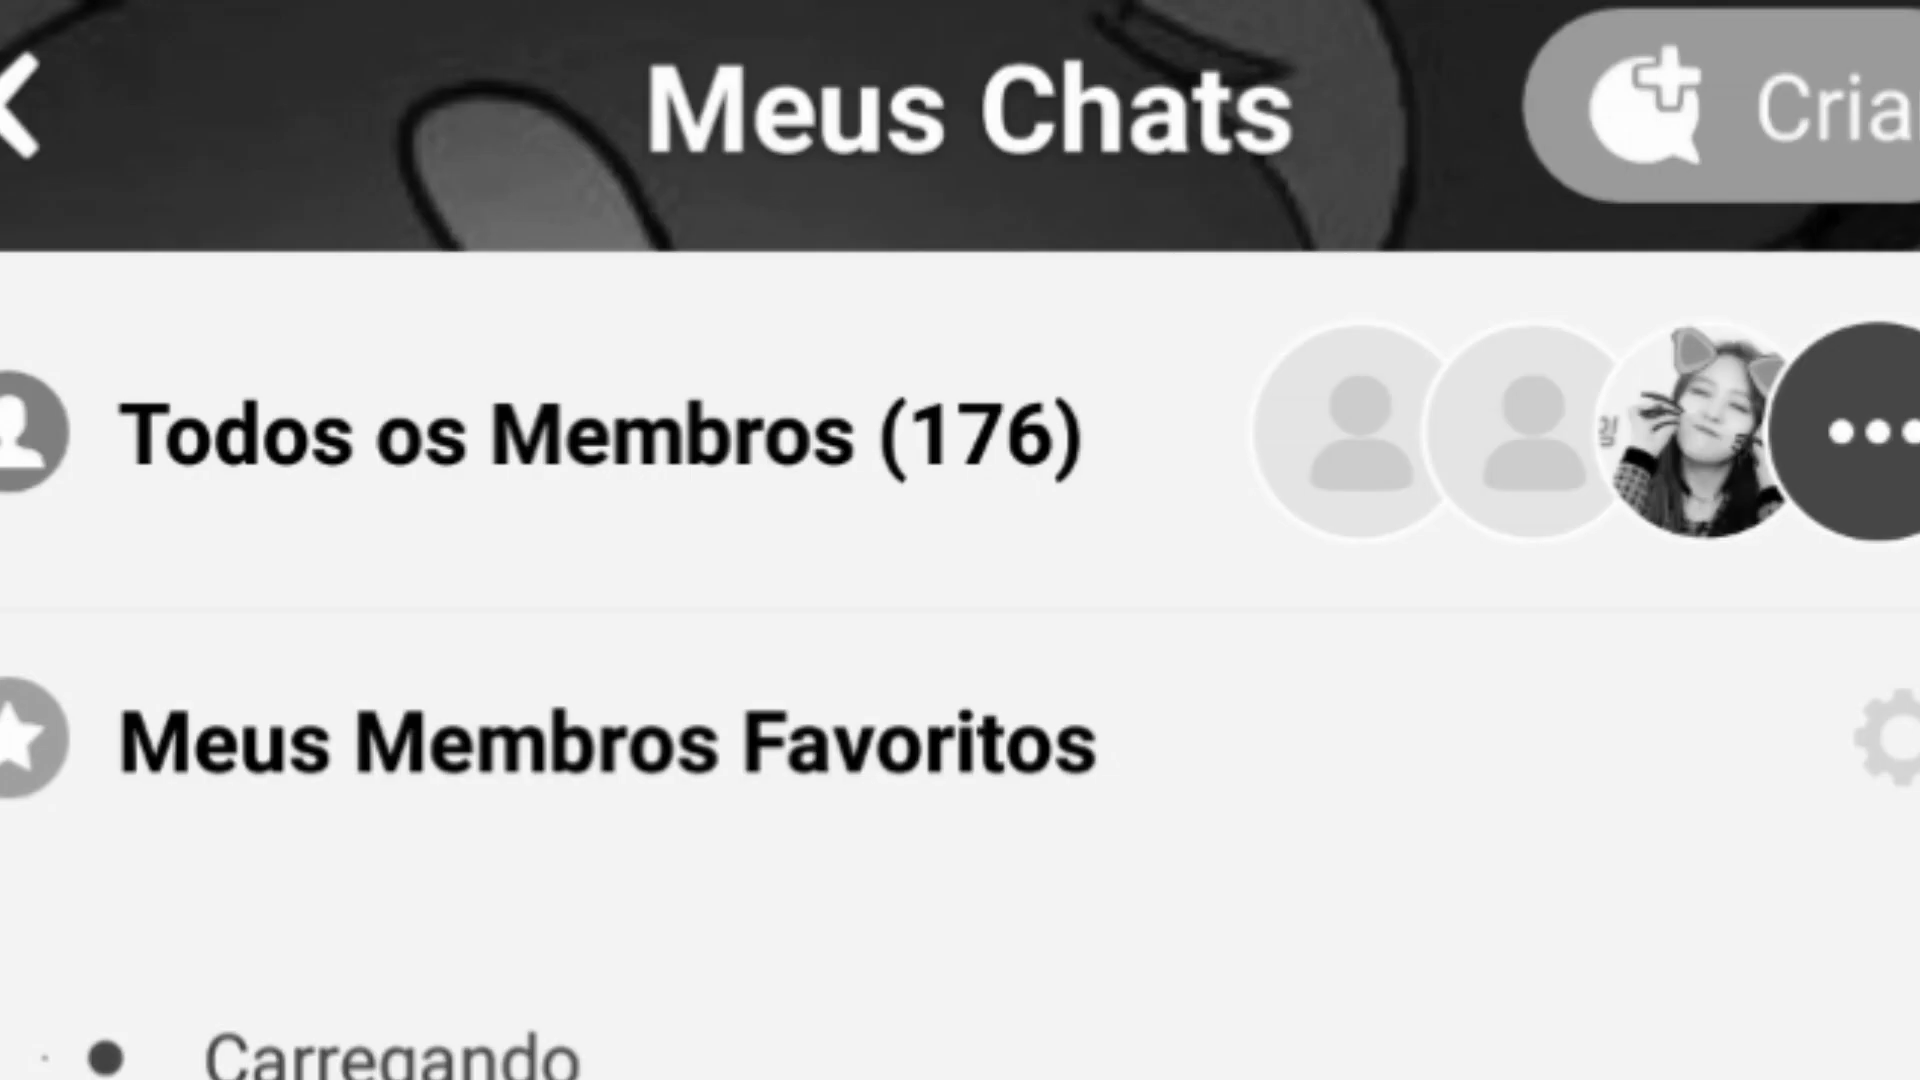 Meus Chats
Cria
Todos os Membros (176)
Meus Membros Favoritos
Carregando